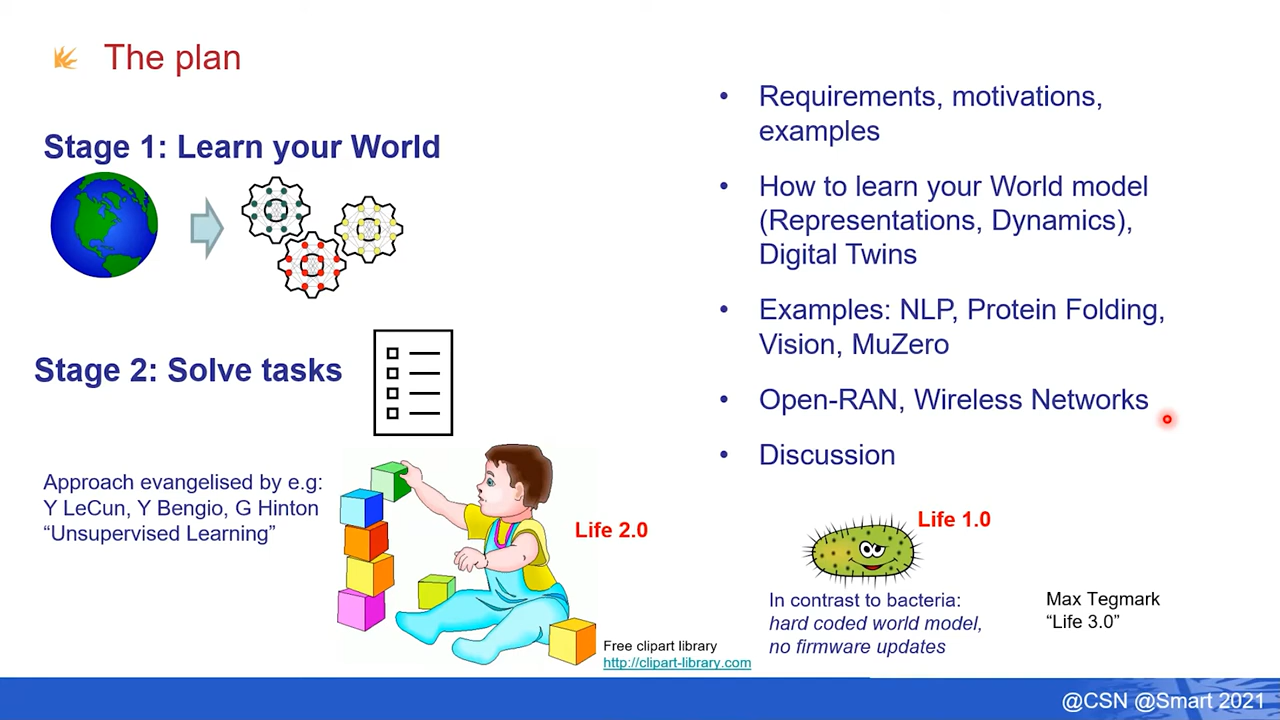 The plan
Stage 1: Learn your World
Stage 2: Solve tasks
Approach evangelised by e.g:
Y LeCun, Y Bengio, G Hinton
“Unsupervised Learning”
Life 2.0
Free clipart library
http://clipart-library.com
• Requirements, motivations,
examples
• How to learn your World model
(Representations, Dynamics),
Digital Twins
• Examples: NLP, Protein Folding,
Vision, MuZero
• Open-RAN, Wireless Networks
• Discussion
Life 1.0
In contrast to bacteria:
hard coded world model,
no firmware updates
Max Tegmark
“Life 3.0”
@CSN @Smart 2021